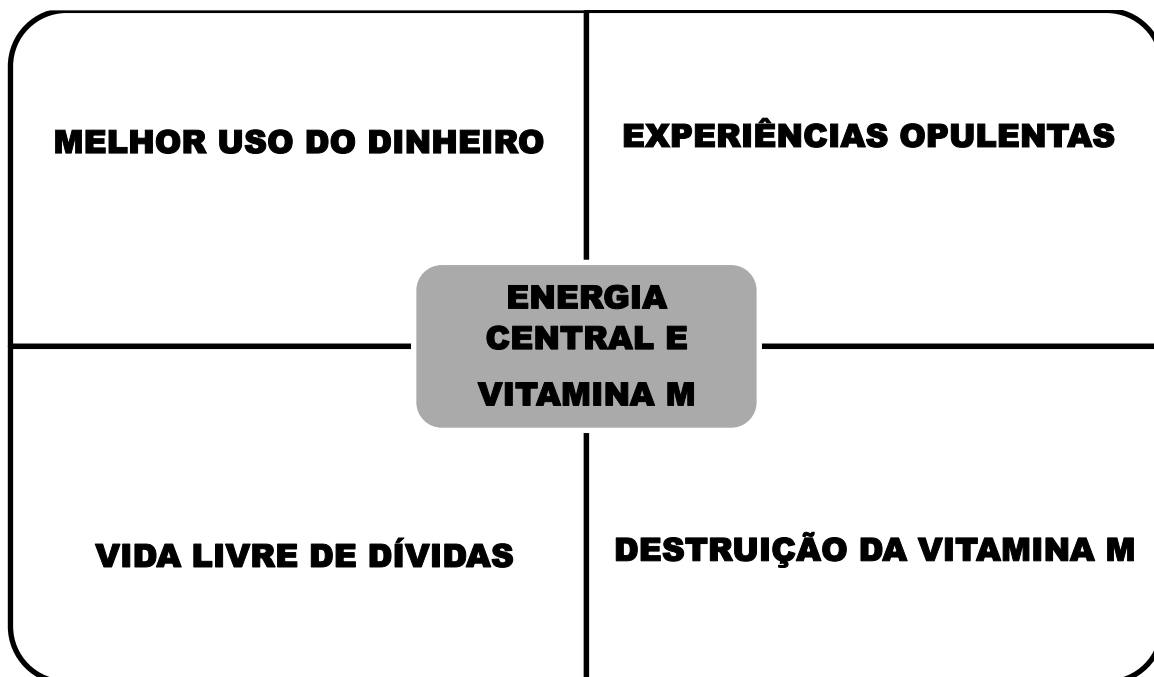 MELHOR USO DO DINHEIRO
EXPERIÊNCIAS OPULENTAS
ENERGIA
CENTRAL E
VITAMINA M
VIDA LIVRE DE DÍVIDAS
DESTRUIÇÃO DA VITAMINA M